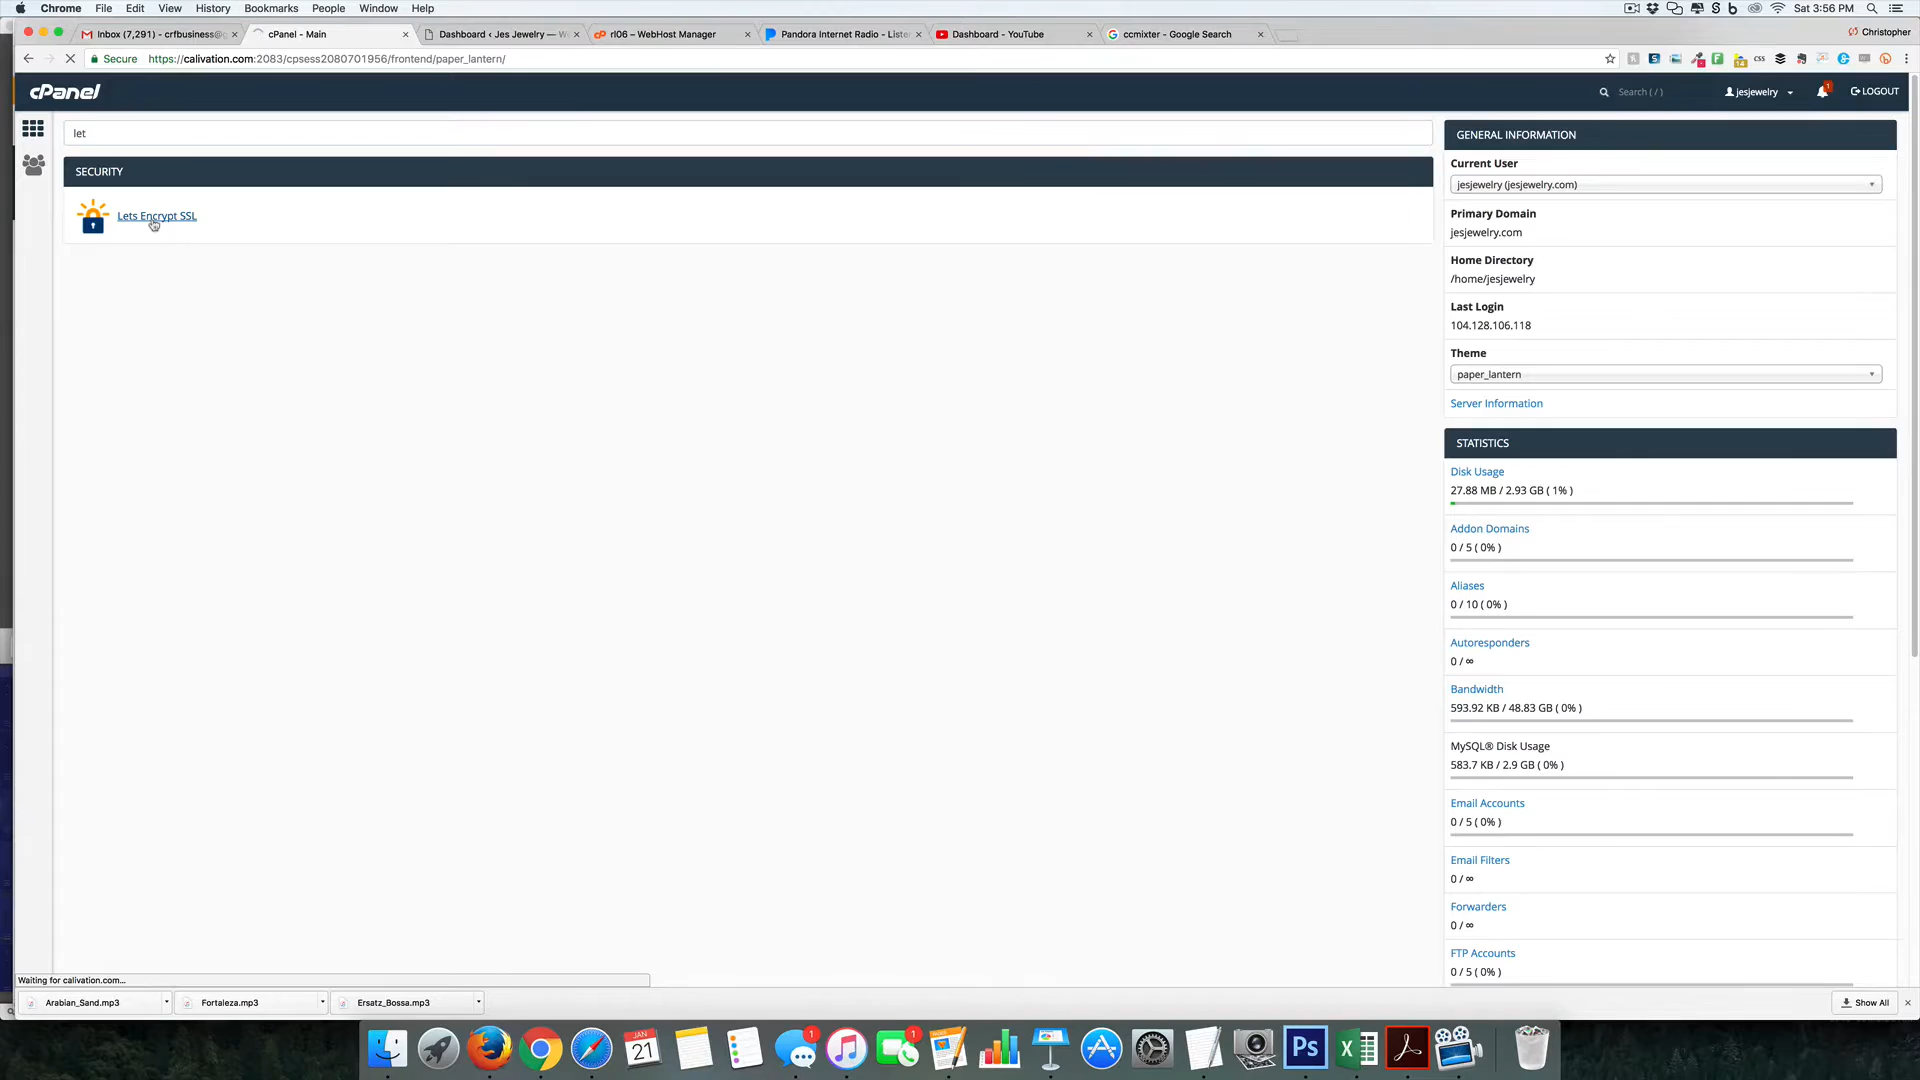 Chrome File Edit View History Bookmarks People Window Help
Sat 3:56 PM
Inbox (7,291) - crfbusiness@g
cPanel - Main
Dashboard ‹ Jes Jewelry — W
rl06 – WebHost Manager
Pandora Internet Radio - Liste
Dashboard - YouTube
ccmixter - Google Search
Christopher
Secure https://calivation.com:2083/cpsess2080701956/frontend/paper_lantern/
cPanel
Search ( / )
jesjewelry
1
LOGOUT
let
SECURITY
Lets Encrypt SSL
GENERAL INFORMATION
Current User
jesjewelry (jesjewelry.com)
Primary Domain
jesjewelry.com
Home Directory
/home/jesjewelry
Last Login
104.128.106.118
Theme
paper_lantern
Server Information
STATISTICS
Disk Usage
27.88 MB / 2.93 GB ( 1% )
Addon Domains
0 / 5 ( 0% )
Aliases
0 / 10 ( 0% )
Autoresponders
0 / ∞
Bandwidth
593.92 KB / 48.83 GB ( 0% )
MySQL® Disk Usage
583.7 KB / 2.9 GB ( 0% )
Email Accounts
0 / 5 ( 0% )
Email Filters
0 / ∞
Forwarders
0 / ∞
FTP Accounts
0 / 5 ( 0% )
Waiting for calivation.com...
Arabian_Sand.mp3
Fortaleza.mp3
Ersatz_Bossa.mp3
Show All
JAN
21
1
1
Ps